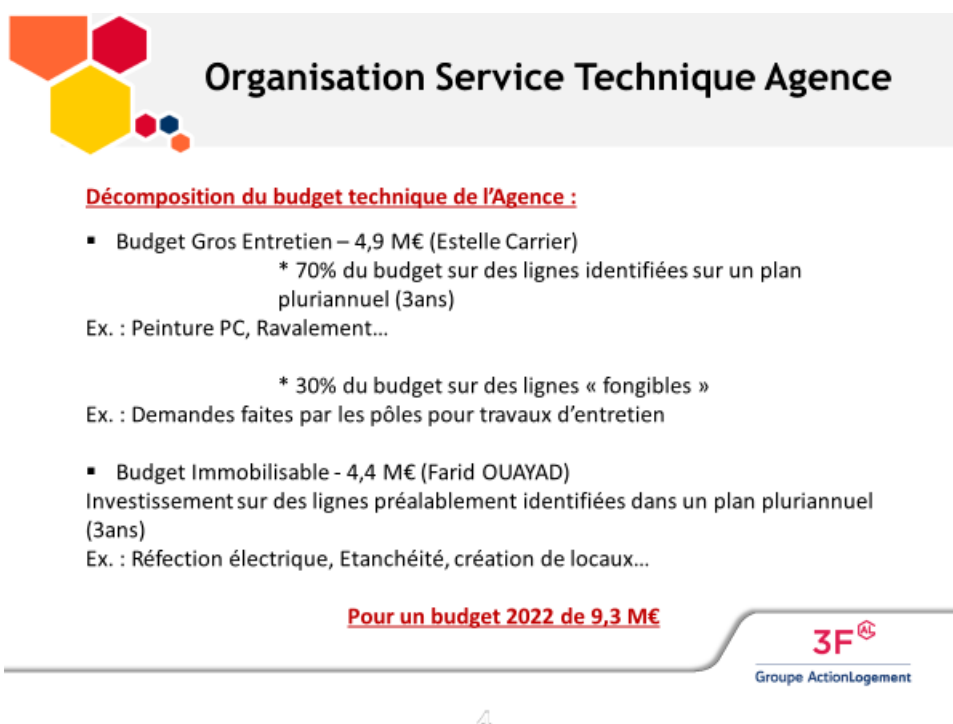 Organisation Service Technique Agence
Décomposition du budget technique de l'Agence :
▪ Budget Gros Entretien – 4,9 M€ (Estelle Carrier)
* 70% du budget sur des lignes identifiées sur un plan
pluriannuel (3ans)
Ex. : Peinture PC, Ravalement…
* 30% du budget sur des lignes « fongibles »
Ex. : Demandes faites par les pôles pour travaux d'entretien
▪ Budget Immobilisable - 4,4 M€ (Farid OUAYAD)
Investissement sur des lignes préalablement identifiées dans un plan pluriannuel
(3ans)
Ex. : Réfection électrique, Etanchéité, création de locaux…
Pour un budget 2022 de 9,3 M€
3F AL
Groupe ActionLogement
4